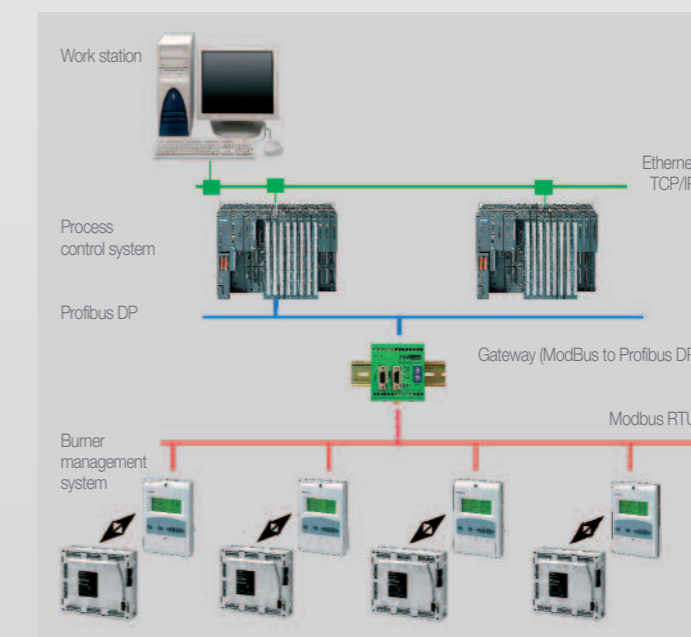 Work station
Etherne
TCP/IP
Process
control system
Profibus DP
Gateway (ModBus to Profibus DP
Modbus RTU
Burner
management
system